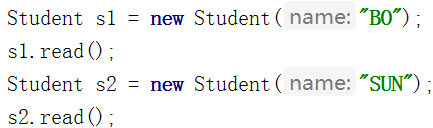 Student s1 = new Student( name: "BO");
s1.read();
Student s2 = new Student( name: "SUN");
s2.read();